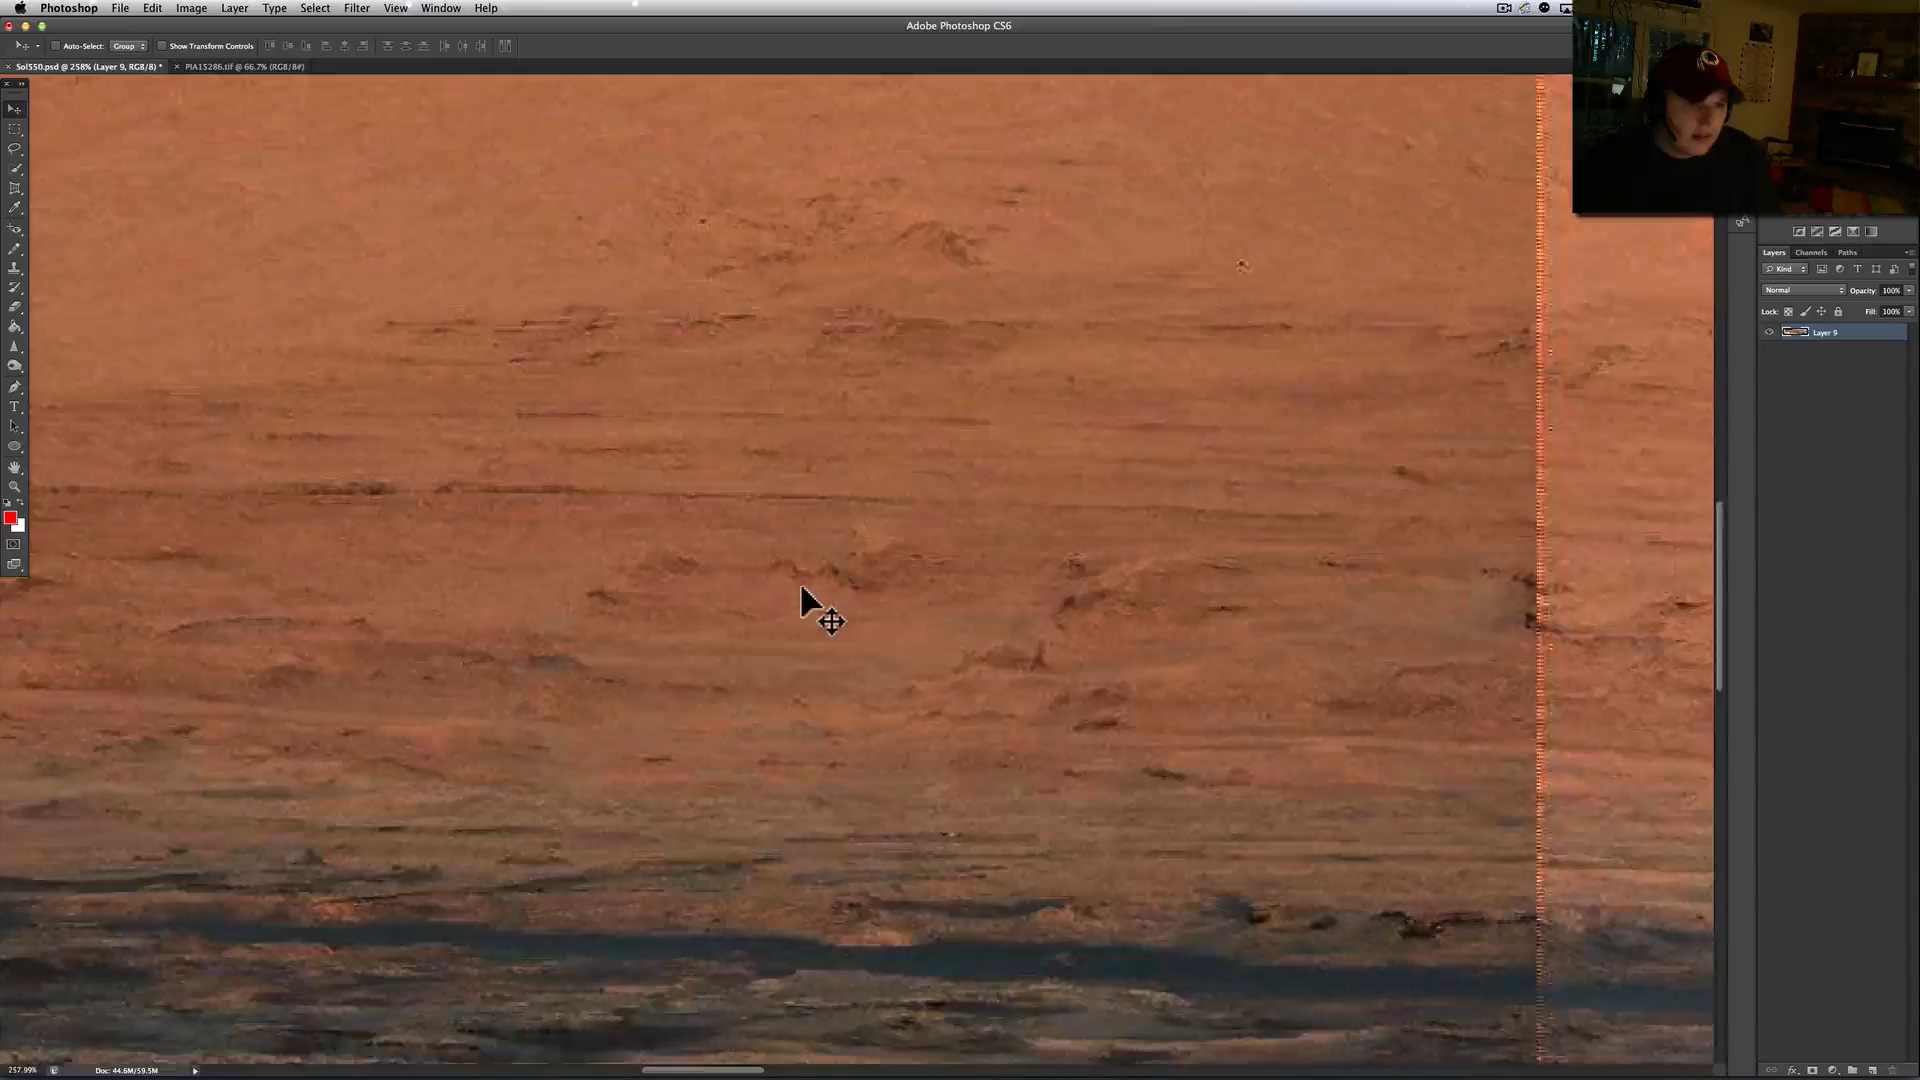 Photoshop File Edit Image Layer Type Select Filter View Window Help
Adobe Photoshop CS6
Auto-Select: Group Show Transform Controls
Sol550.psd @ 258% (Layer 9, RGB/8) * PIA15286.tif @ 66.7% (RGB/8#)
Layers Channels Paths
Kind
Normal Opacity: 100%
Lock: Fill: 100%
Layer 9
257.99% Doc: 44.6M/59.5M